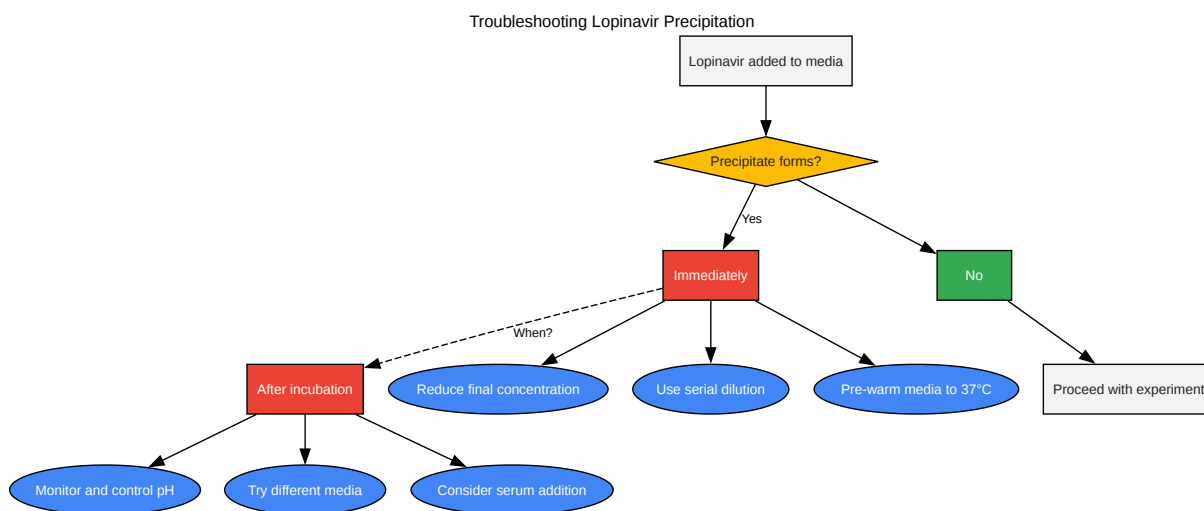 Troubleshooting Lopinavir Precipitation
Lopinavir added to media
Precipitate forms?
Yes
Immediately
No
When?
After incubation
Reduce final concentration
Use serial dilution
Pre-warm media to 37°C
Proceed with experiment
Monitor and control pH
Try different media
Consider serum addition